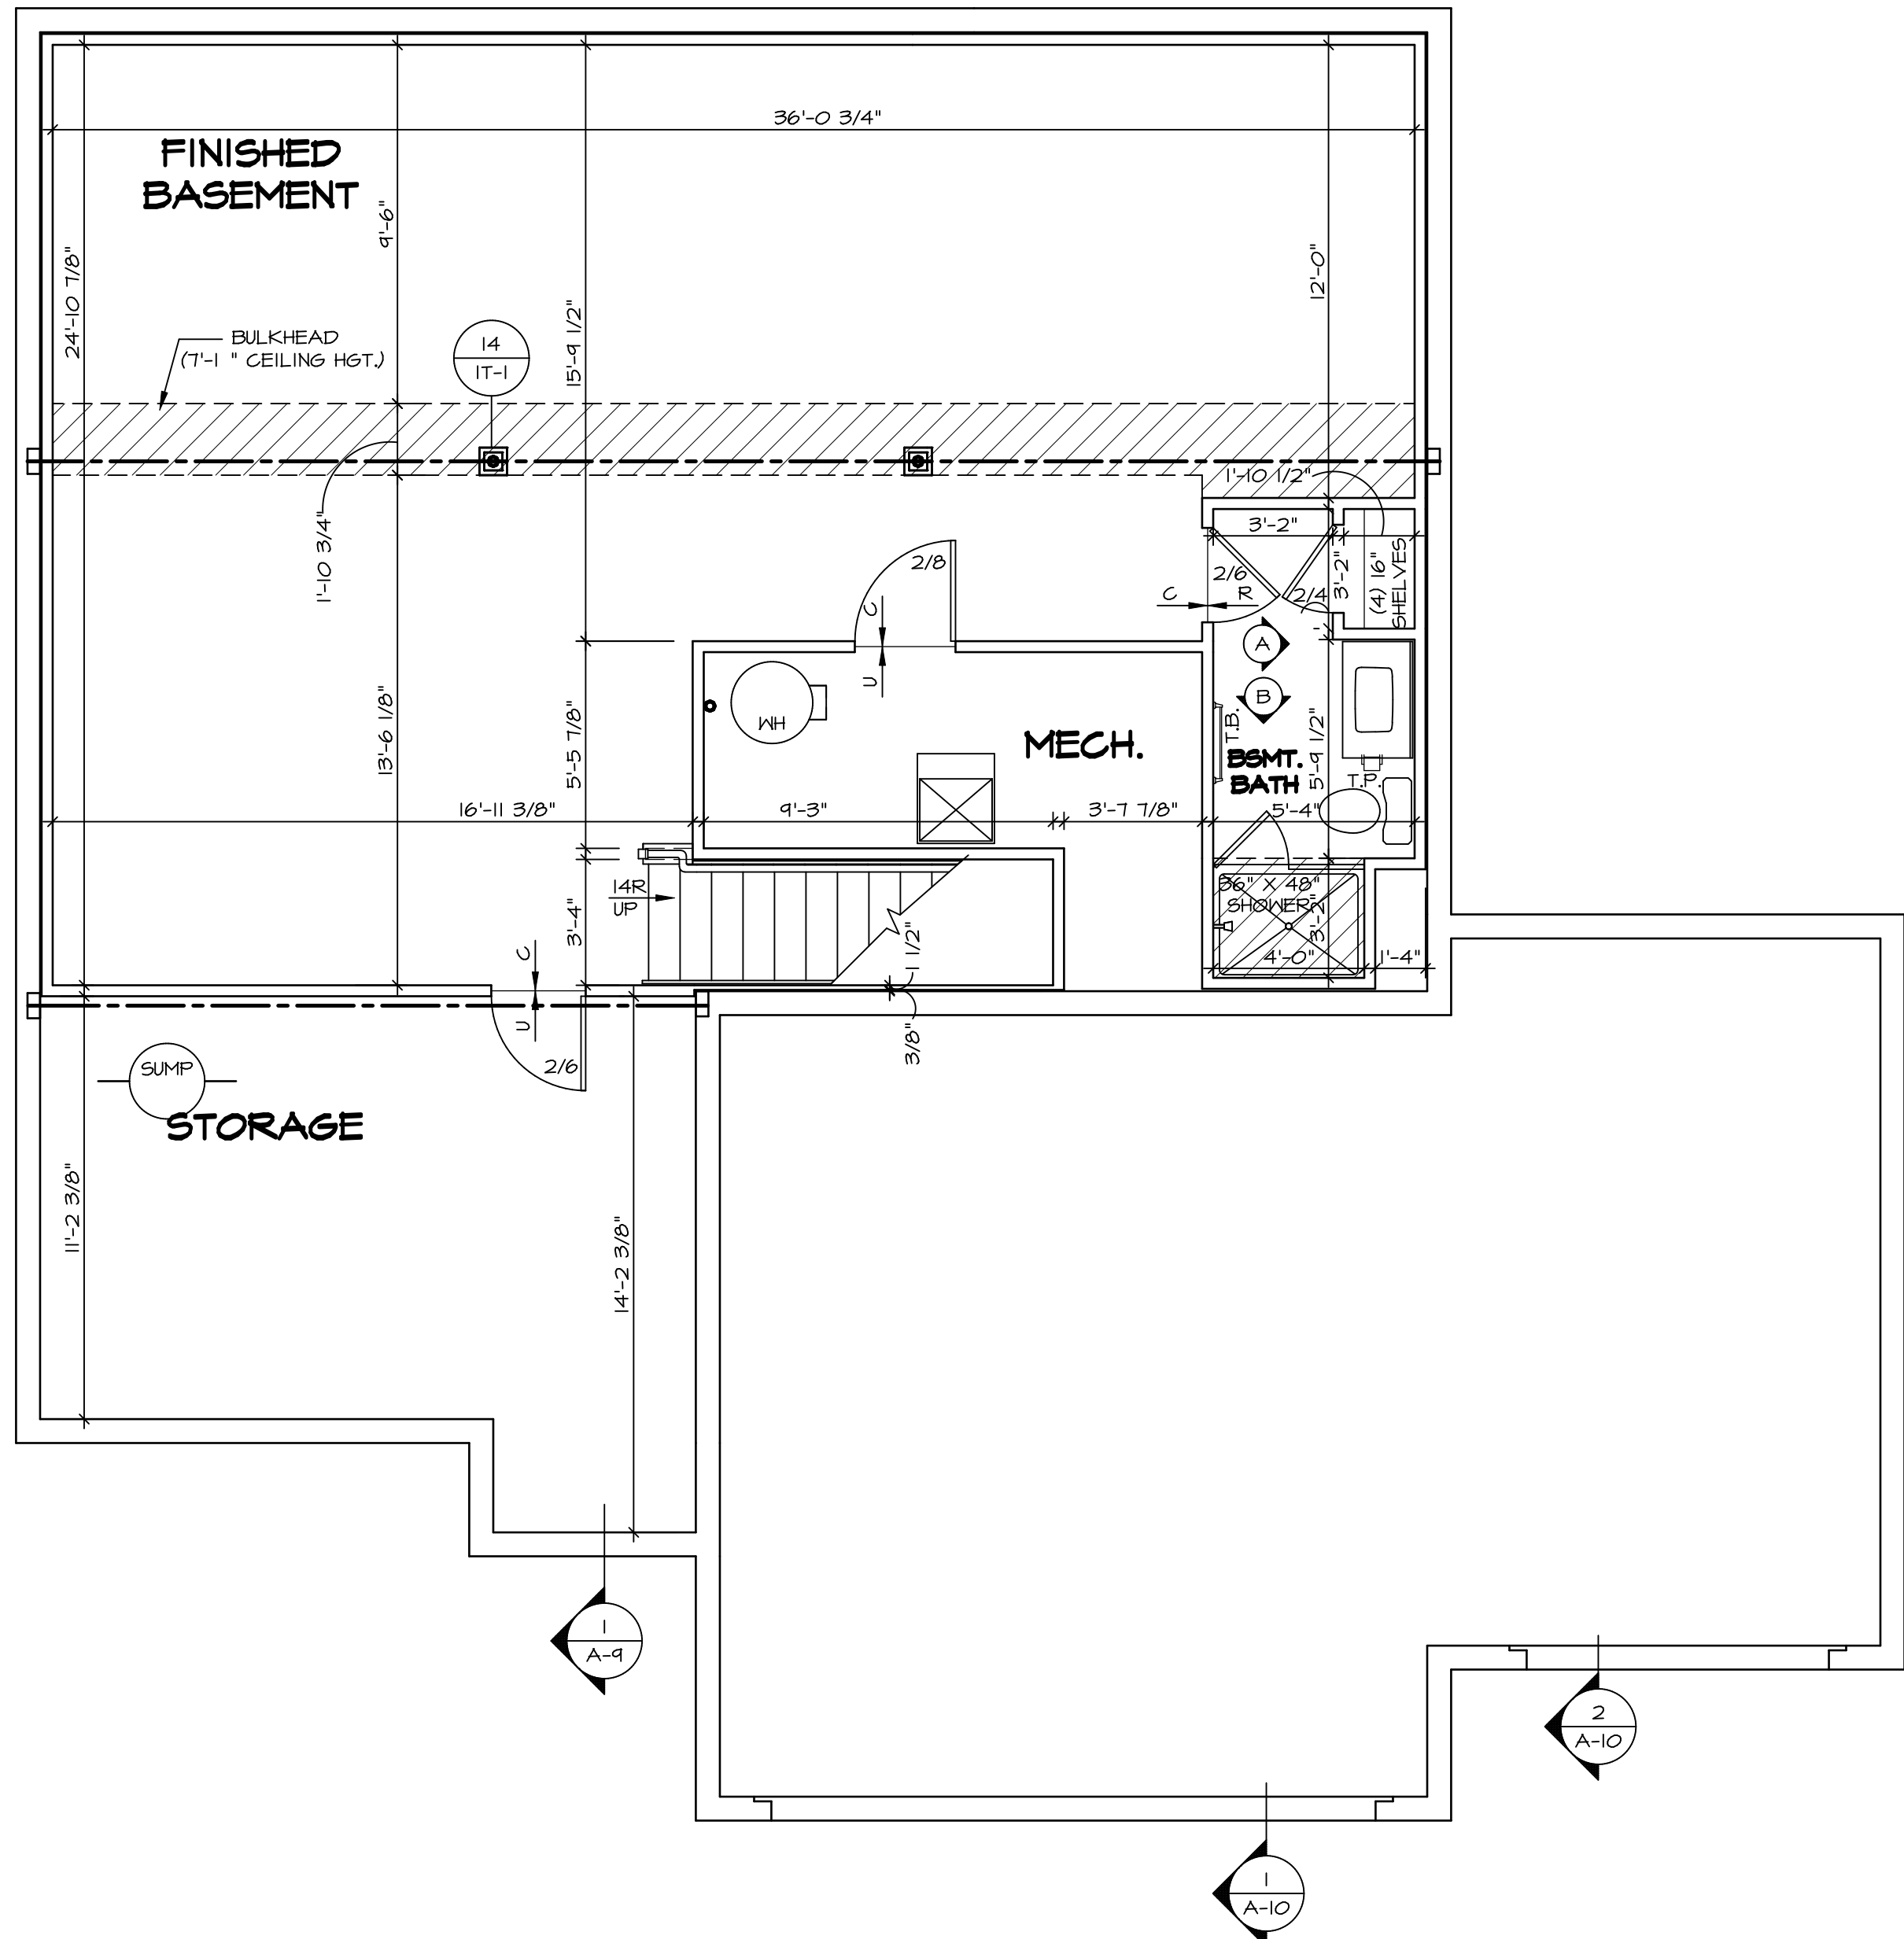 36'-0 3/4"
FINISHED
BASEMENT
9'-6"
24'-10 7/8"
12'-0"
15'-9 1/2"
BULKHEAD
(7'-1 " CEILING HGT.)
14
1T-1
1'-10 1/2"
1'-10 3/4"
3'-2"
2/8
2/6
3'-2"
(4) 16"
SHELVES
C
R
2/4
C
U
A
B
WH
MECH.
T.B.
BSMT.
BATH
5'-9 1/2"
T.P.
13'-6 1/8"
5'-5 7/8"
16'-11 3/8"
9'-3"
3'-7 7/8"
5'-4"
14R
UP
36" X 48"
SHOWER
3'-2"
3'-4"
1 1/2"
4'-0"
1'-4"
C
U
3/8"
2/6
SUMP
STORAGE
11'-2 3/8"
14'-2 3/8"
1
A-9
2
A-10
1
A-10